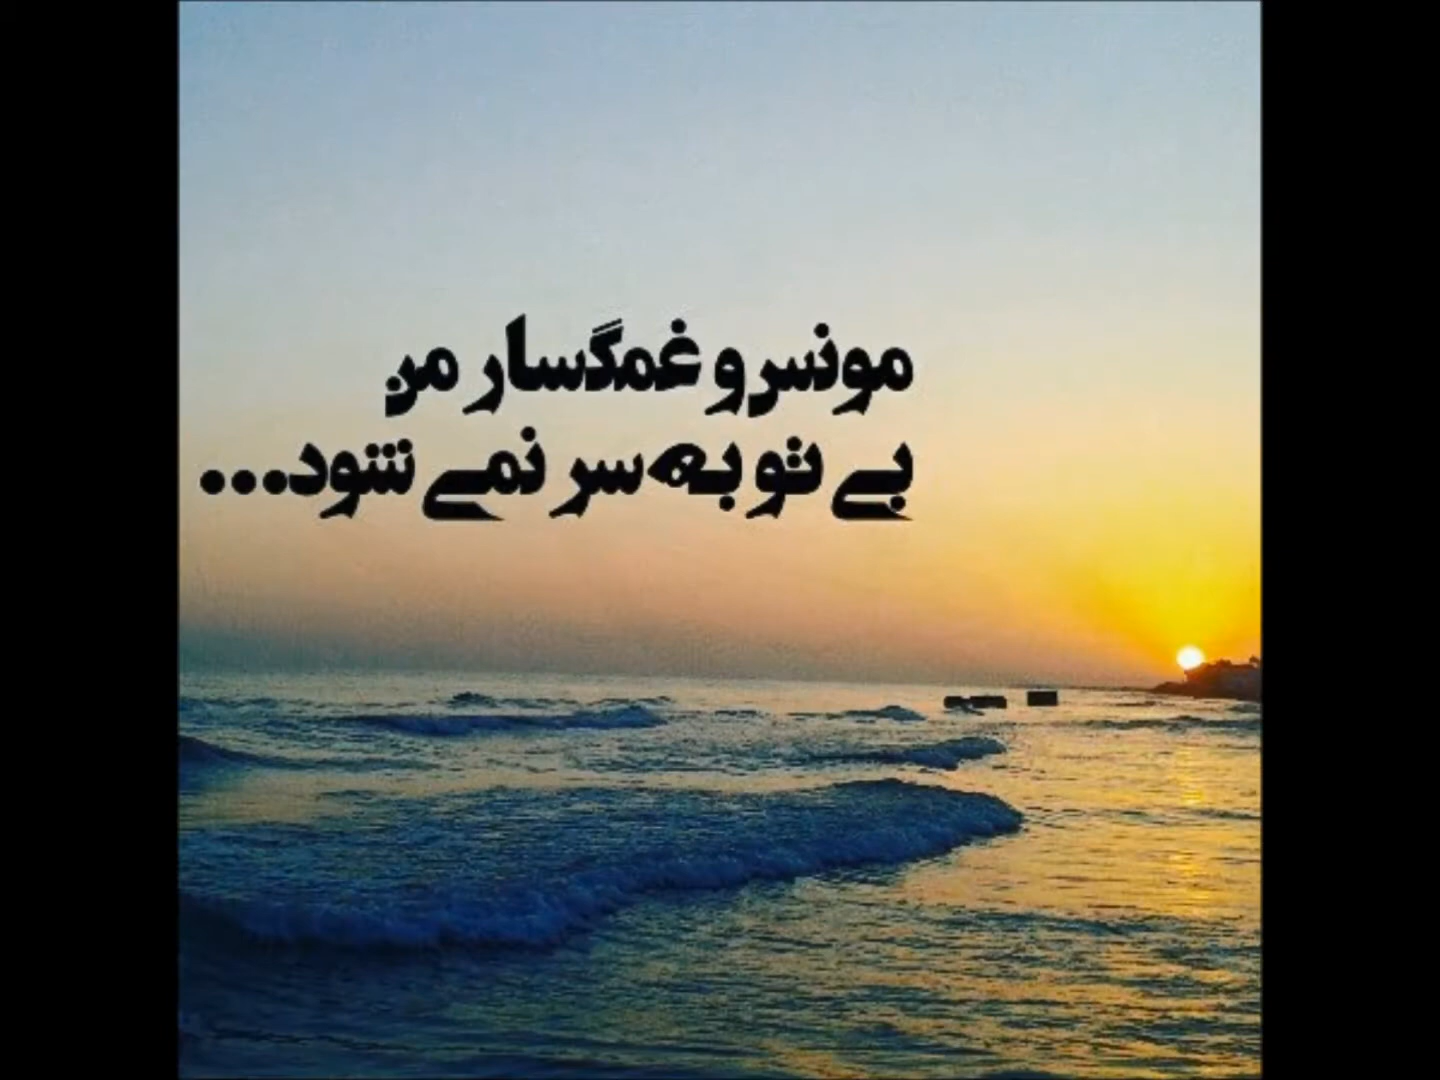 مونس و غمگسار من
بی تو به سر نمی شود...